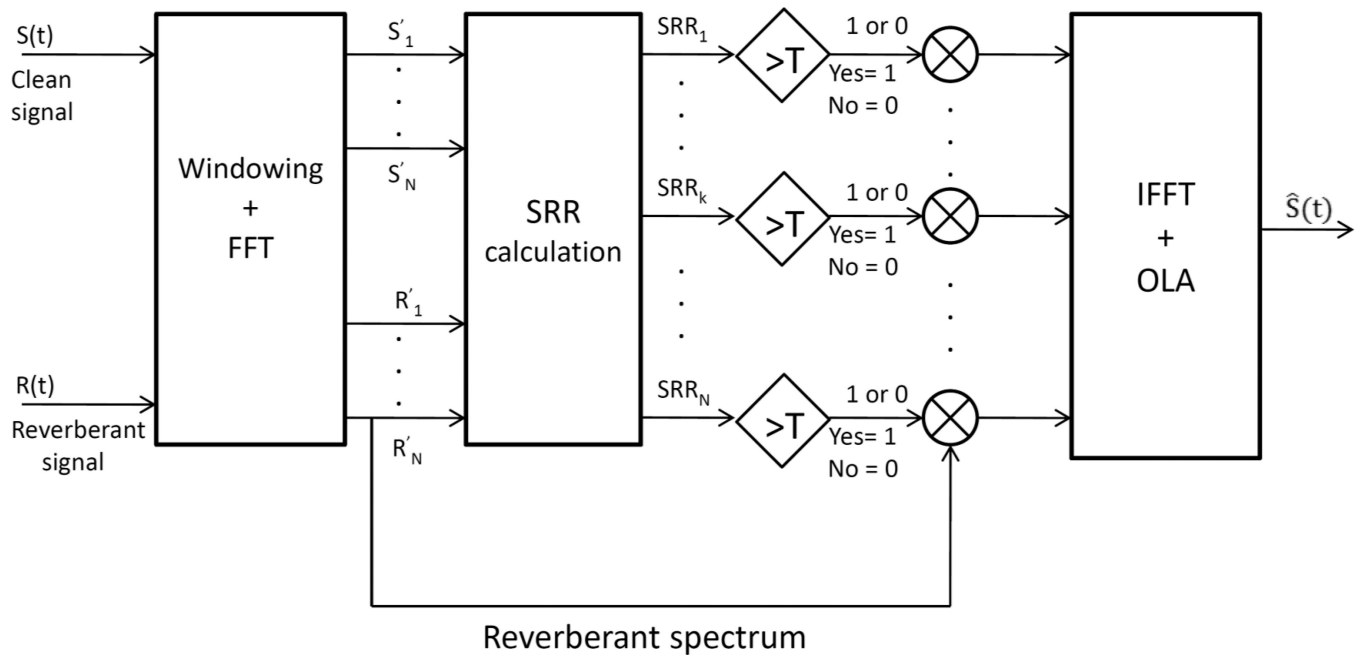 S(t)
Clean
signal
R(t)
Reverberant
signal
Windowing
+
FFT
S′₁
S′N
R′₁
R′N
SRR
calculation
SRR₁
SRRₖ
SRRN
>T
1 or 0
Yes= 1
No = 0
>T
1 or 0
Yes= 1
No = 0
>T
1 or 0
Yes= 1
No = 0
IFFT
+
OLA
Ŝ(t)
Reverberant spectrum